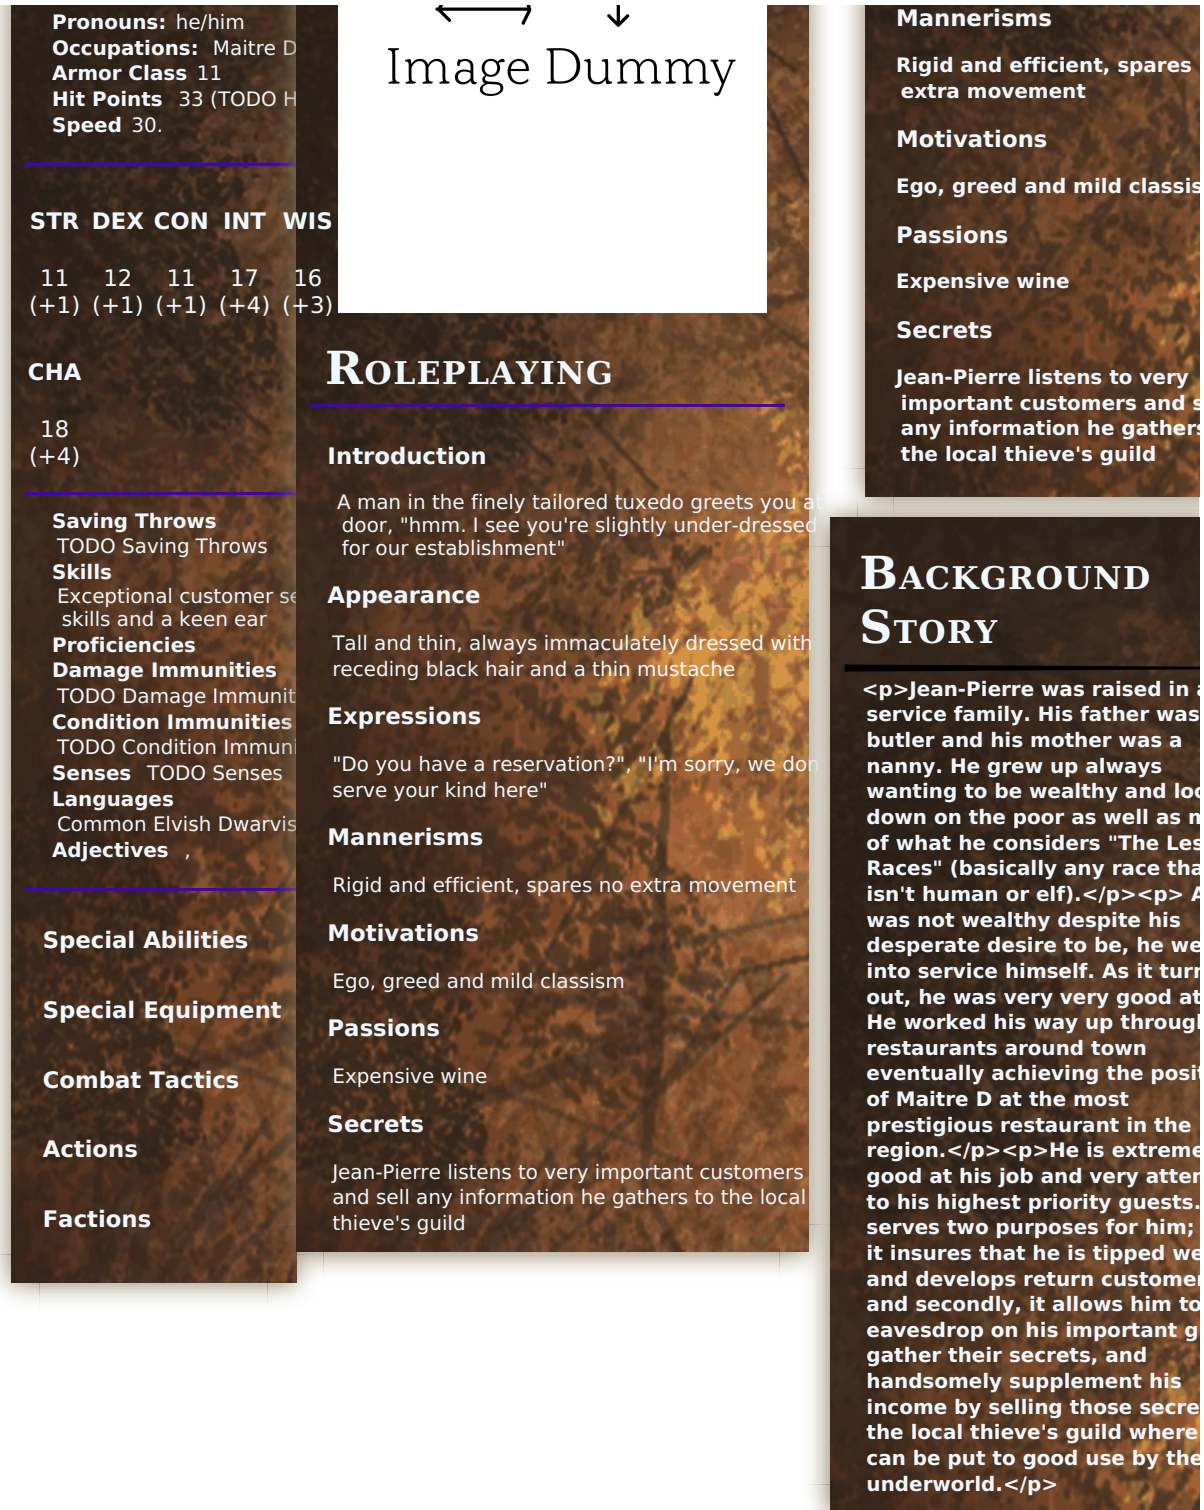 Pronouns: he/him
Occupations: Maitre D
Armor Class 11
Hit Points 33 (TODO H
Speed 30.
STR DEX CON INT WIS
11 12 11 17 16
(+1) (+1) (+1) (+4) (+3)
CHA
18
(+4)
Saving Throws
TODO Saving Throws
Skills
Exceptional customer se
skills and a keen ear
Proficiencies
Damage Immunities
TODO Damage Immunit
Condition Immunities
TODO Condition Immuni
Senses TODO Senses
Languages
Common Elvish Dwarvis
Adjectives ,
Special Abilities
Special Equipment
Combat Tactics
Actions
Factions
Image Dummy
ROLEPLAYING
Introduction
A man in the finely tailored tuxedo greets you at
door, "hmm. I see you're slightly under-dressed
for our establishment"
Appearance
Tall and thin, always immaculately dressed with
receding black hair and a thin mustache
Expressions
"Do you have a reservation?", "I'm sorry, we don
serve your kind here"
Mannerisms
Rigid and efficient, spares no extra movement
Motivations
Ego, greed and mild classism
Passions
Expensive wine
Secrets
Jean-Pierre listens to very important customers
and sell any information he gathers to the local
thieve's guild
Mannerisms
Rigid and efficient, spares
extra movement
Motivations
Ego, greed and mild classis
Passions
Expensive wine
Secrets
Jean-Pierre listens to very
important customers and s
any information he gathers
the local thieve's guild
BACKGROUND
STORY
<p>Jean-Pierre was raised in a
service family. His father was
butler and his mother was a
nanny. He grew up always
wanting to be wealthy and loo
down on the poor as well as m
of what he considers "The Les
Races" (basically any race tha
isn't human or elf).</p><p> A
was not wealthy despite his
desperate desire to be, he we
into service himself. As it turn
out, he was very very good at
He worked his way up through
restaurants around town
eventually achieving the posit
of Maitre D at the most
prestigious restaurant in the
region.</p><p>He is extreme
good at his job and very atten
to his highest priority guests.
serves two purposes for him;
it insures that he is tipped we
and develops return customer
and secondly, it allows him to
eavesdrop on his important g
gather their secrets, and
handsomely supplement his
income by selling those secre
the local thieve's guild where
can be put to good use by the
underworld.</p>